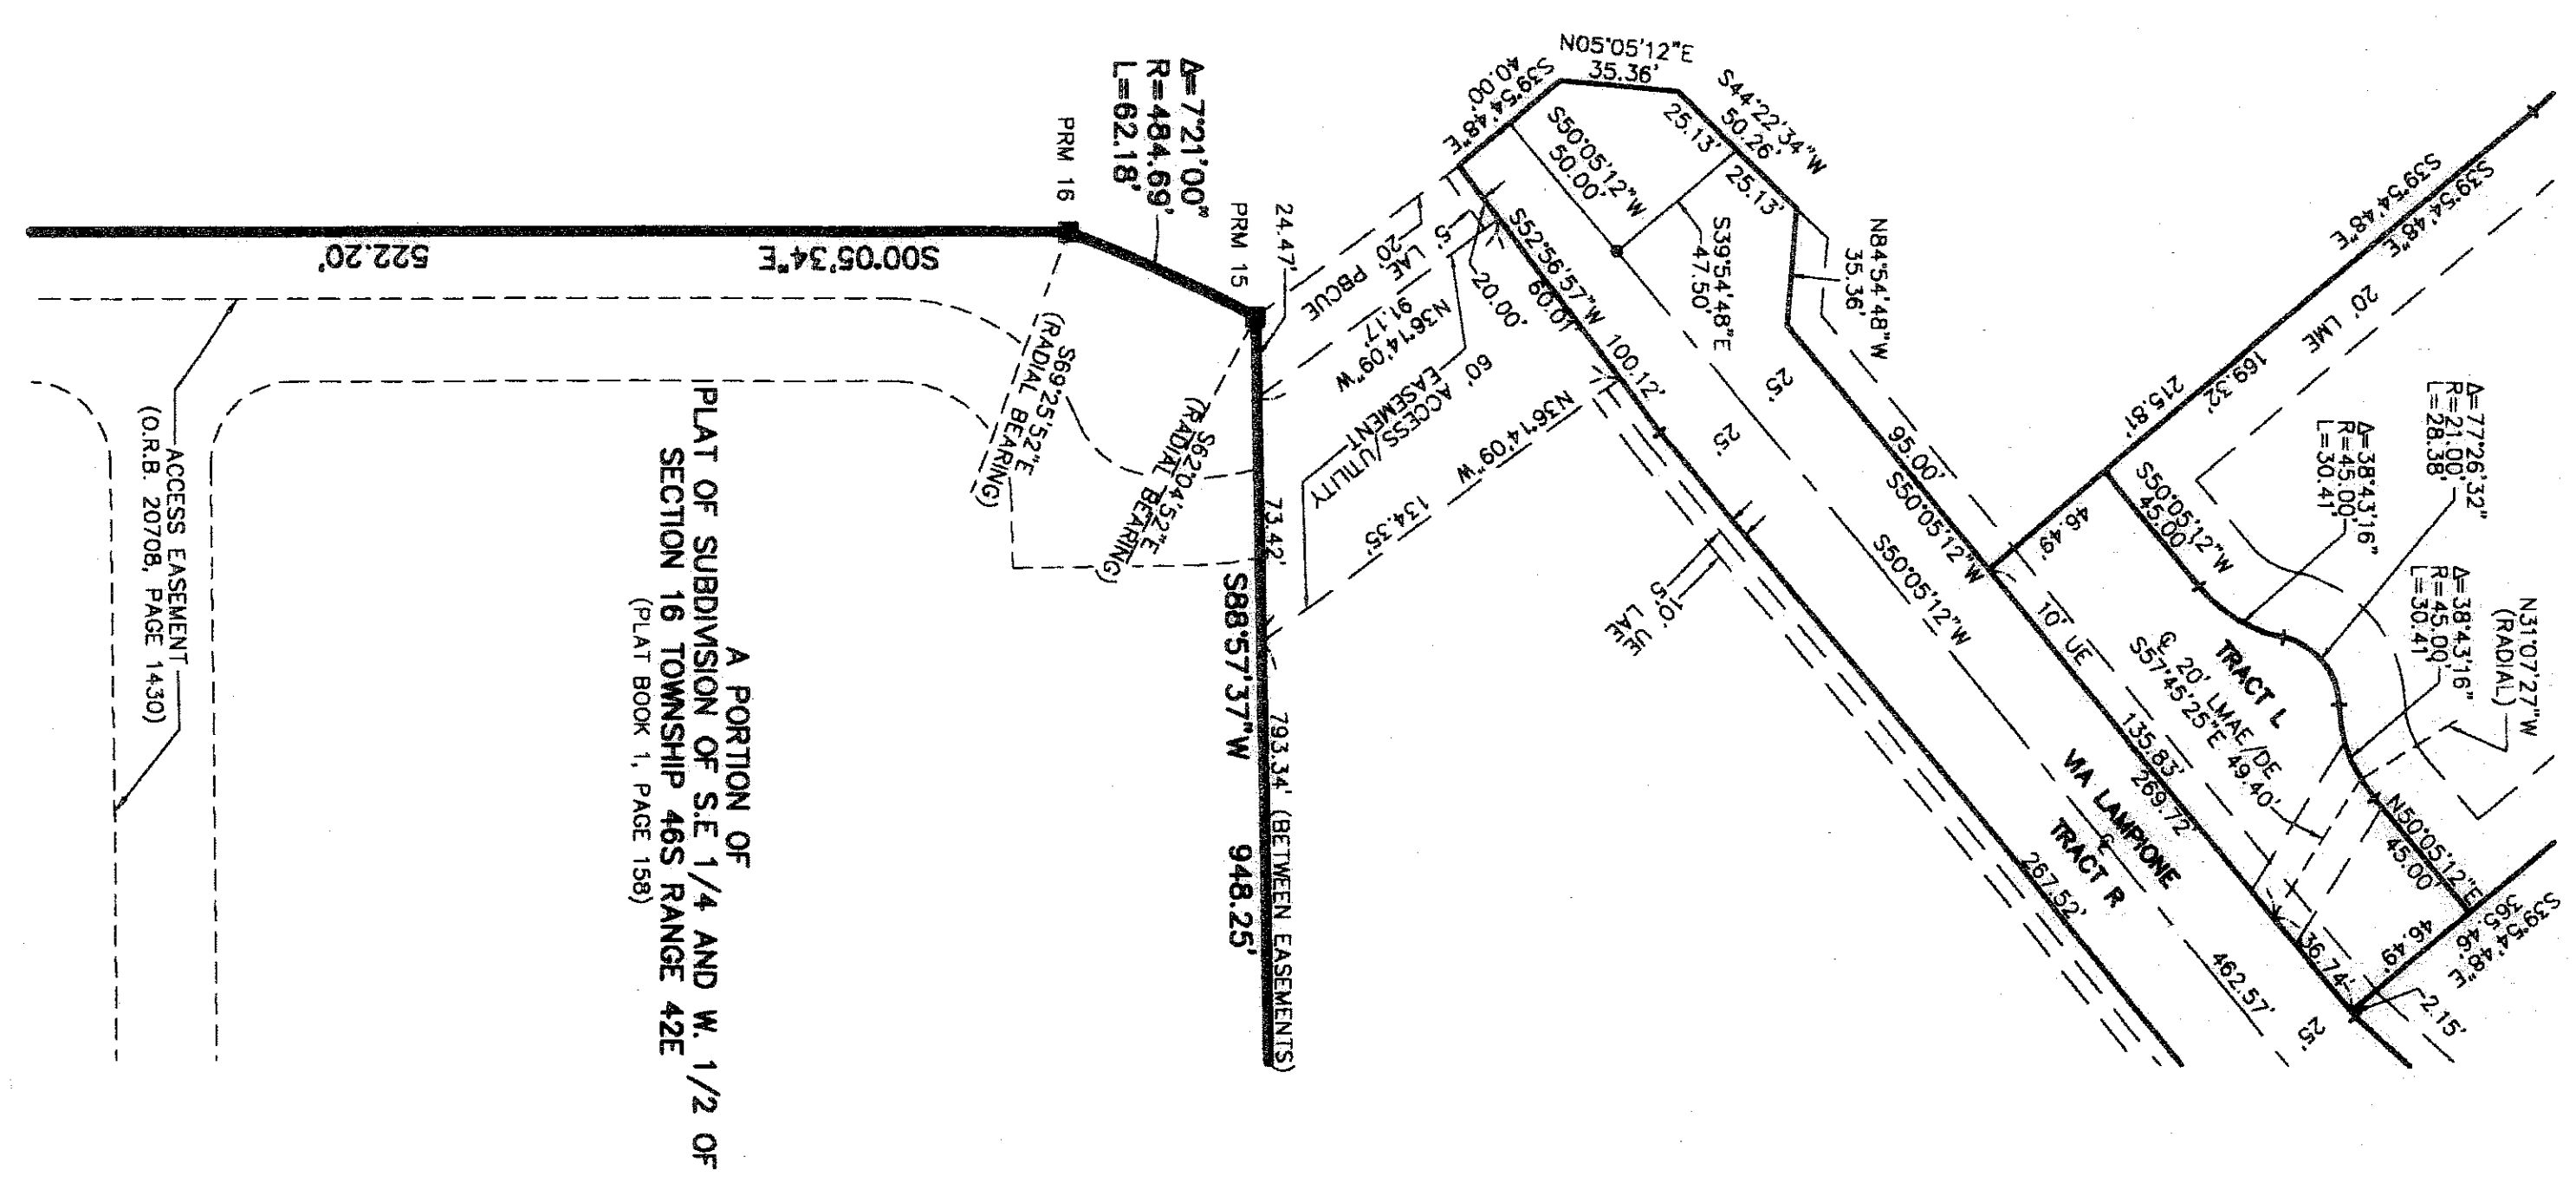 N05°05'12"E
35.36'
S39°54'48"E
40.00'
S44°22'34"W
50.26'
25.13'
25.13'
S50°05'12"W
50.00'
S39°54'48"E
47.50'
N84°54'48"W
35.36'
S39°54'48"E
S39°54'48"E
20' LME
169.32'
215.81'
Δ=7°21'00"
R=484.69'
L=62.18'
PRM 16
PRM 15
24.47'
522.20'
S00°05'34"E
20' PBCUE
5' LAE
91.17'
N36°14'09"W
S52°56'57"W
60.01'
20.00'
100.12'
60' ACCESS/UTILITY
EASEMENT
N36°14'09"W
134.35'
25'
25'
95.00'
S50°05'12"W
S50°05'12"W
46.49'
Δ=77°26'32"
R=21.00'
L=28.38'
Δ=38°43'16"
R=45.00'
L=30.41'
Δ=38°43'16"
R=45.00'
L=30.41'
N31°07'27"W
(RADIAL)
S50°05'12"W
45.00'
S69°25'52"E
(RADIAL BEARING)
S62°04'52"E
(RADIAL BEARING)
73.42'
S88°57'37"W
948.25'
793.34' (BETWEEN EASEMENTS)
10' UE
5' LAE
10' UE
TRACT L
℄ 20' LMAE/DE
S57°45'25"E 49.40'
135.83'
269.72'
VIA LAMPIONE
℄
TRACT R
267.52'
462.57'
25'
N50°05'12"E
45.00'
S39°54'48"E
365.46'
46.49'
36.74'
2.15'
ACCESS EASEMENT
(O.R.B. 20708, PAGE 1430)
A PORTION OF
PLAT OF SUBDIVISION OF S.E 1/4 AND W. 1/2 OF
SECTION 16 TOWNSHIP 46S RANGE 42E
(PLAT BOOK 1, PAGE 158)